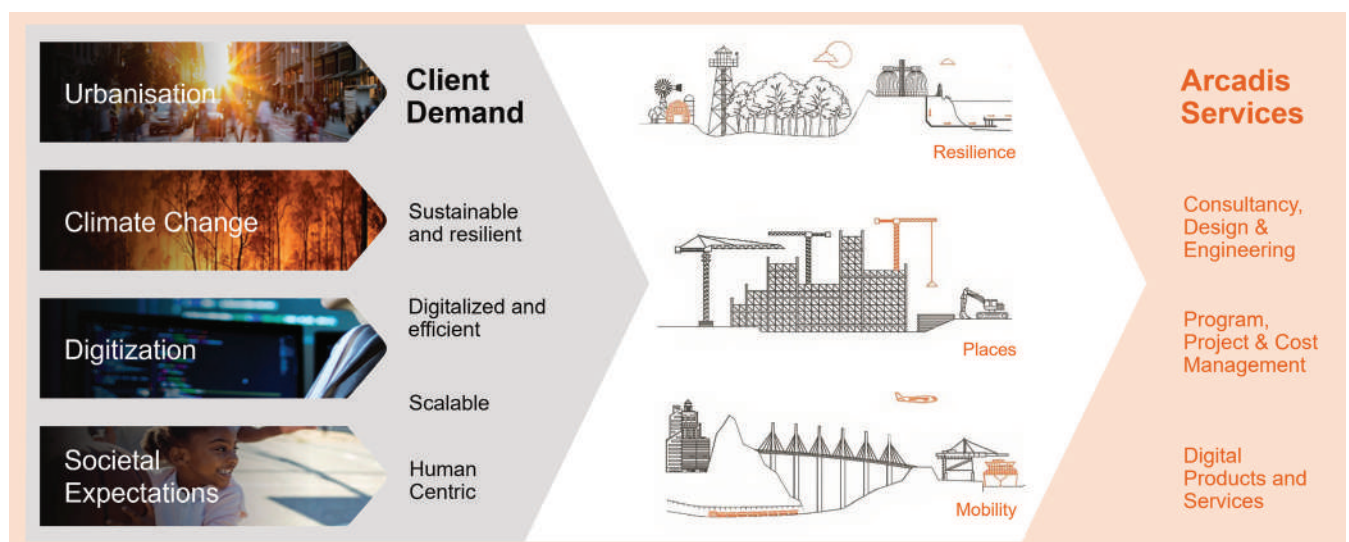 Urbanisation
Climate Change
Digitization
Societal
Expectations
Client
Demand
Sustainable
and resilient
Digitalized and
efficient
Scalable
Human
Centric
Resilience
Places
Mobility
Arcadis
Services
Consultancy,
Design &
Engineering
Program,
Project & Cost
Management
Digital
Products and
Services